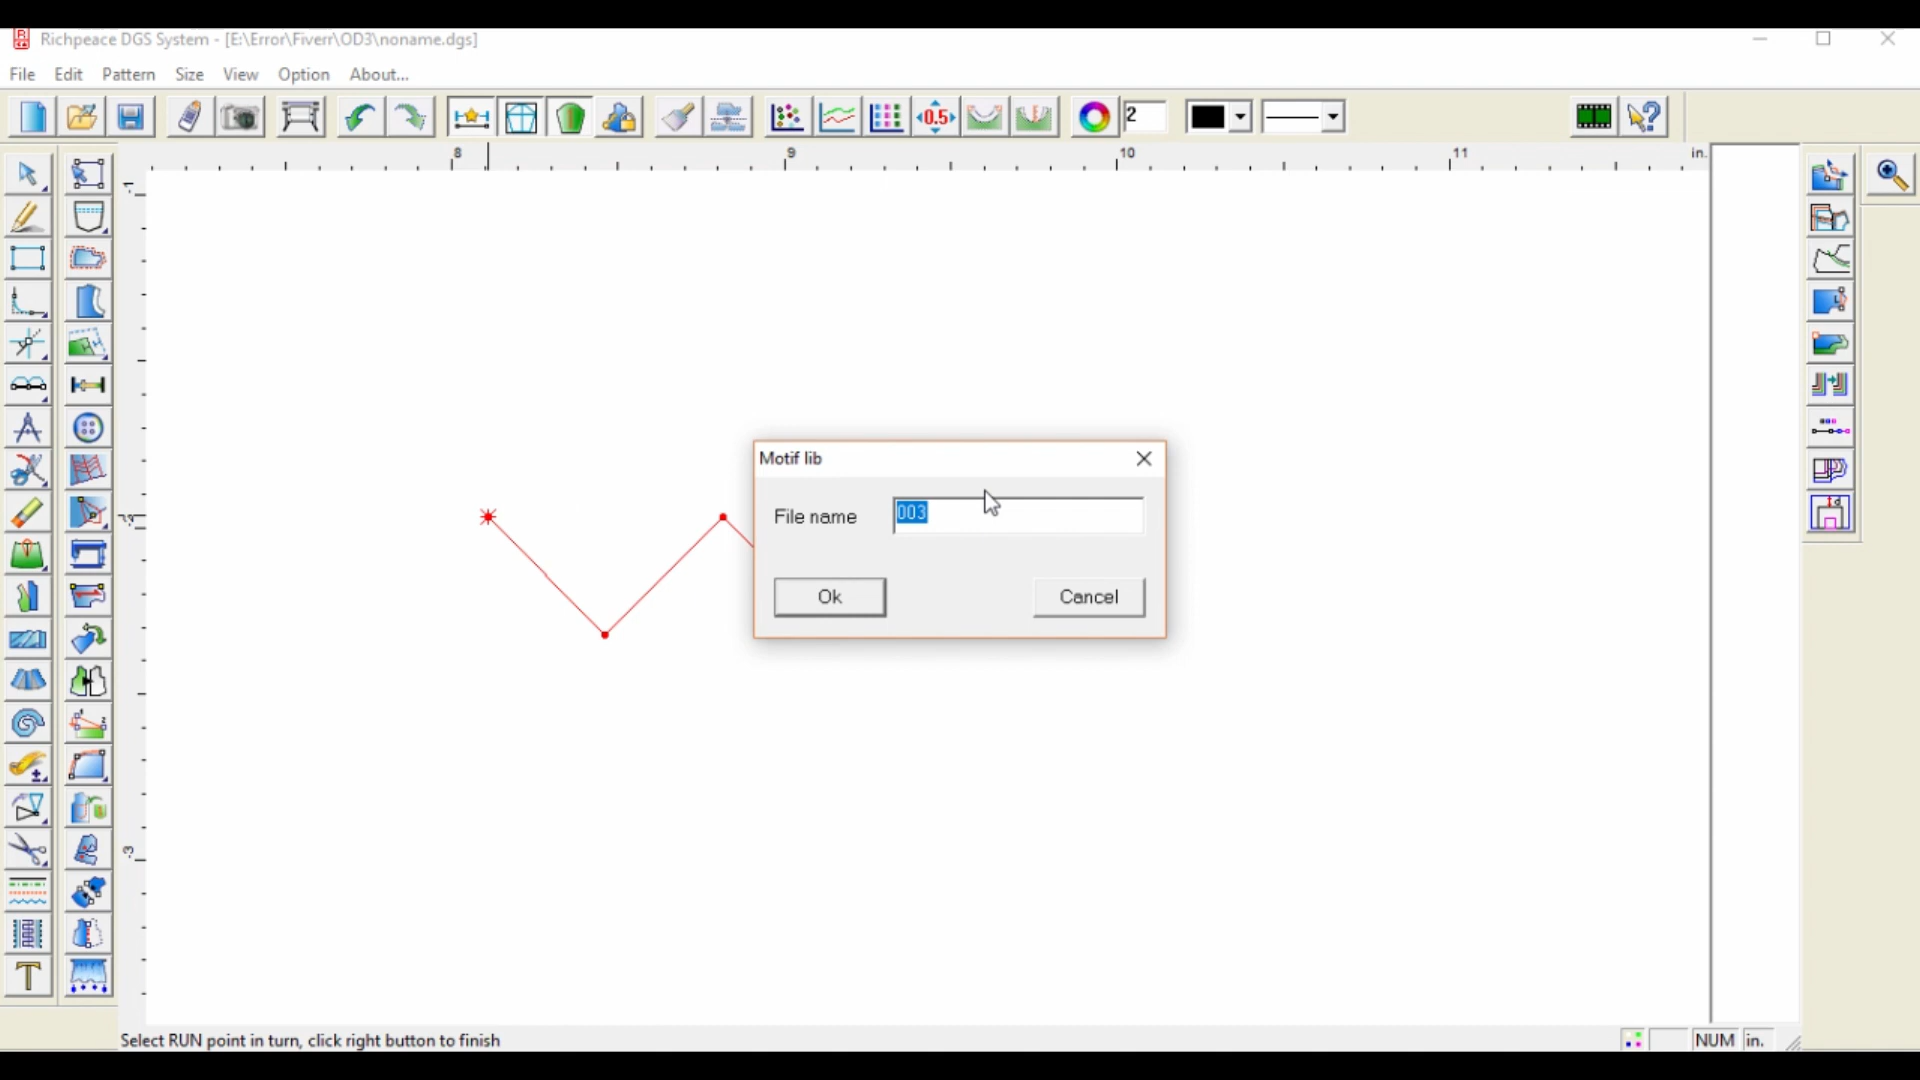 Richpeace DGS System - [E:\Error\Fiverr\OD3\noname.dgs]
File Edit Pattern Size View Option About...
2
8 9 10 11 in.
Motif lib
File name 003
Ok Cancel
3
T
Select RUN point in turn, click right button to finish
NUM in.